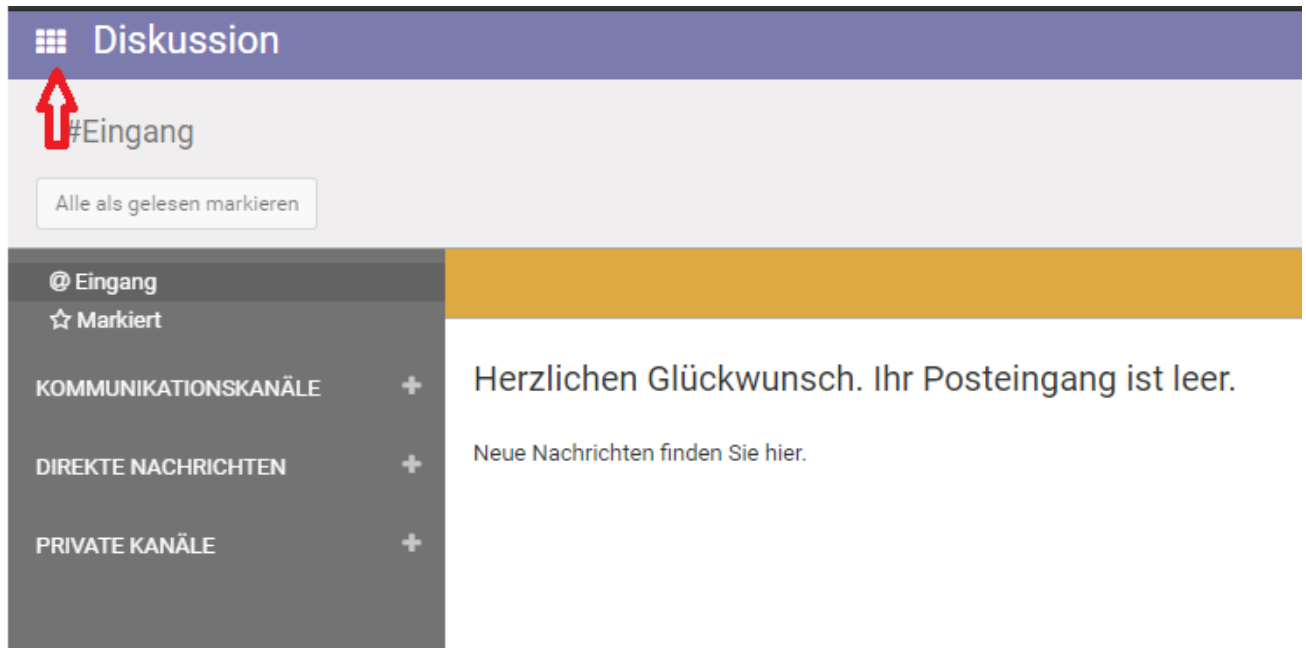 Diskussion
#Eingang
Alle als gelesen markieren
@ Eingang
Markiert
KOMMUNIKATIONSKANÄLE +
DIREKTE NACHRICHTEN +
PRIVATE KANÄLE +
Herzlichen Glückwunsch. Ihr Posteingang ist leer.
Neue Nachrichten finden Sie hier.